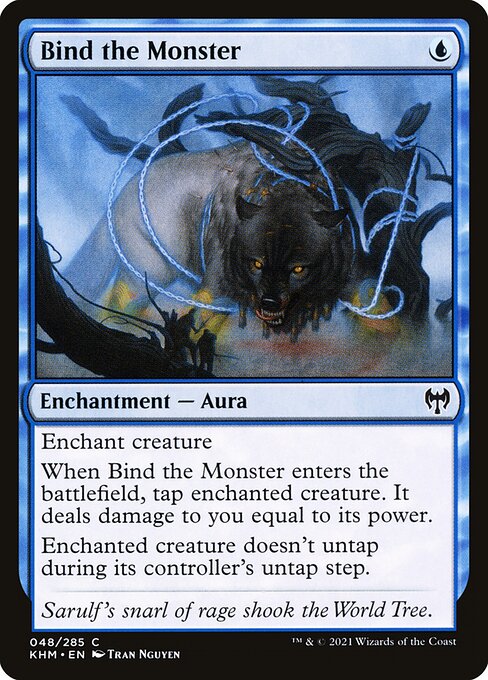 Bind the Monster
Enchantment — Aura
Enchant creature
When Bind the Monster enters the
battlefield, tap enchanted creature. It
deals damage to you equal to its power.
Enchanted creature doesn't untap
during its controller's untap step.
Sarulf's snarl of rage shook the World Tree.
048/285 C
KHM • EN Tran Nguyen
™ & © 2021 Wizards of the Coast